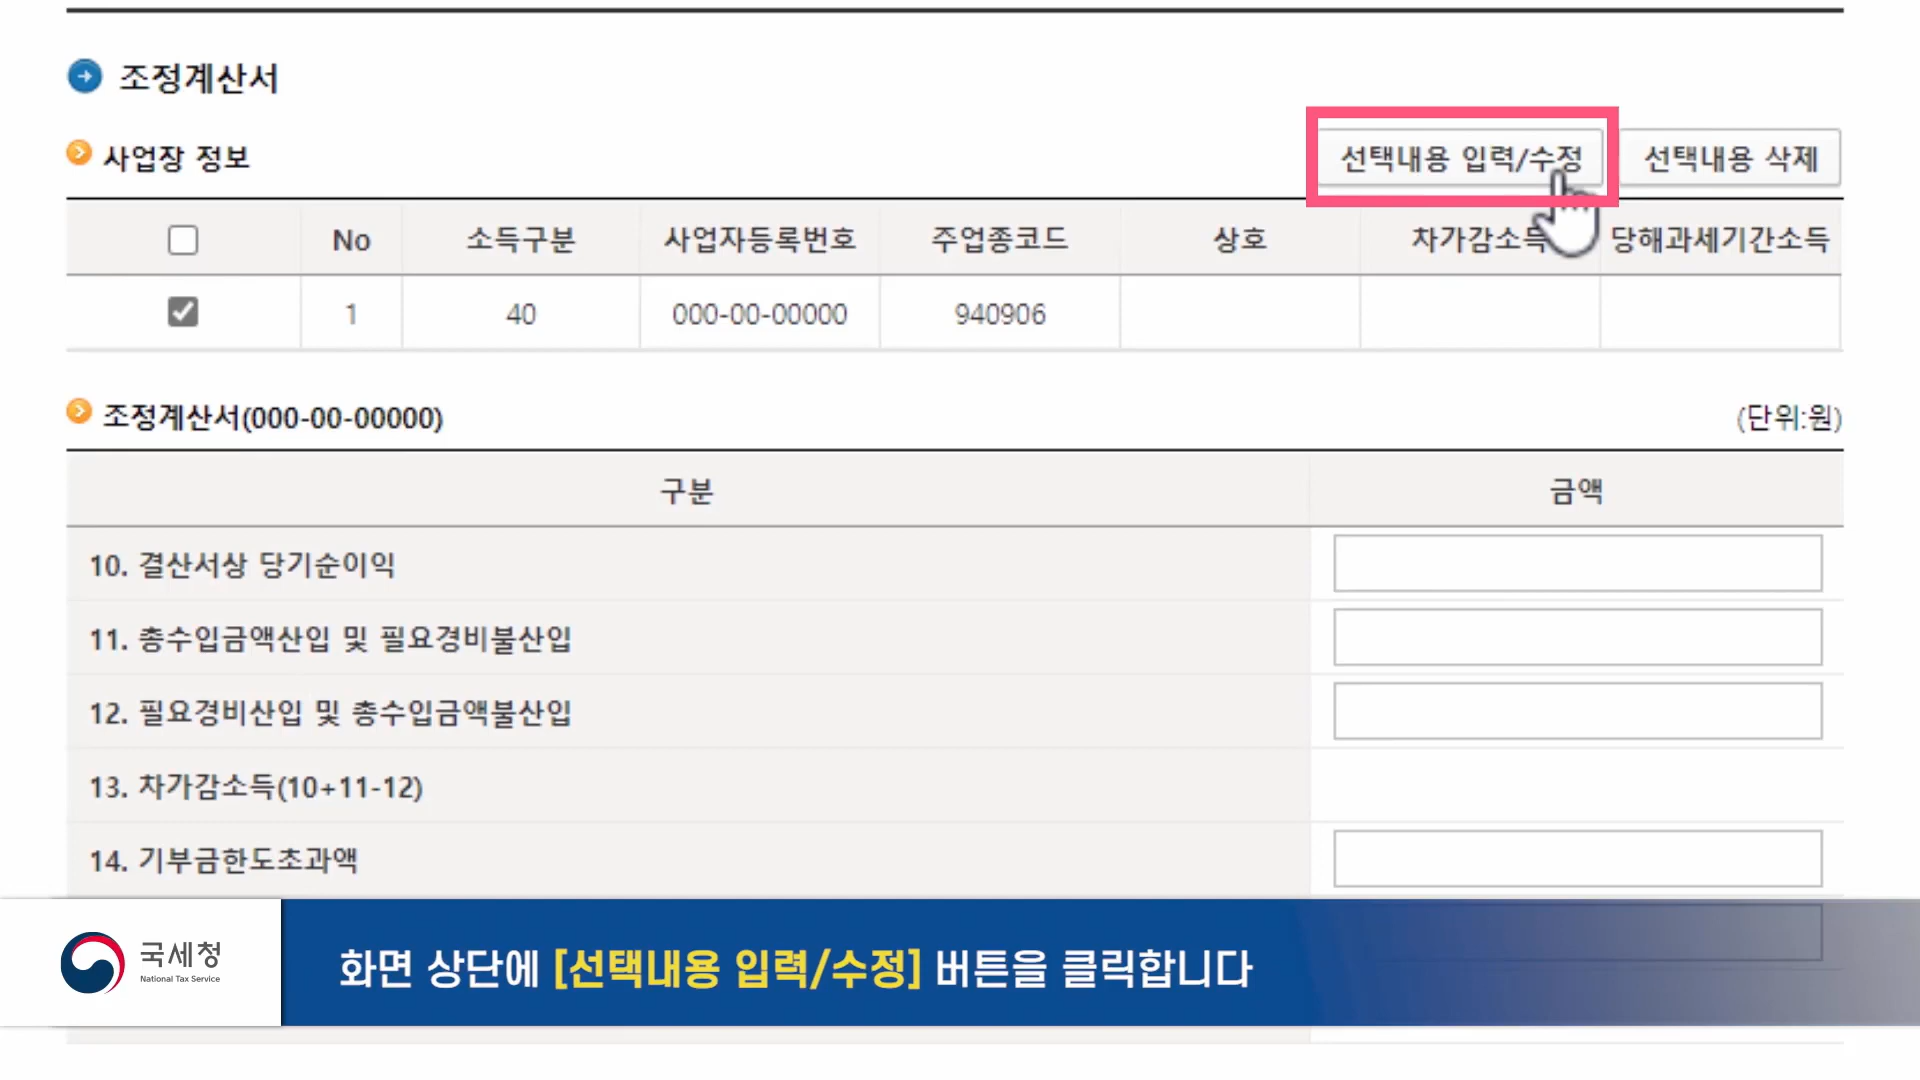 조정계산서
사업장 정보
선택내용 입력/수정
선택내용 삭제
No 소득구분 사업자등록번호 주업종코드 상호 차가감소득 당해과세기간소득
1 40 000-00-00000 940906
조정계산서(000-00-00000)
(단위:원)
구분 금액
10. 결산서상 당기순이익
11. 총수입금액산입 및 필요경비불산입
12. 필요경비산입 및 총수입금액불산입
13. 차가감소득(10+11-12)
14. 기부금한도초과액
국세청
National Tax Service
화면 상단에 [선택내용 입력/수정] 버튼을 클릭합니다